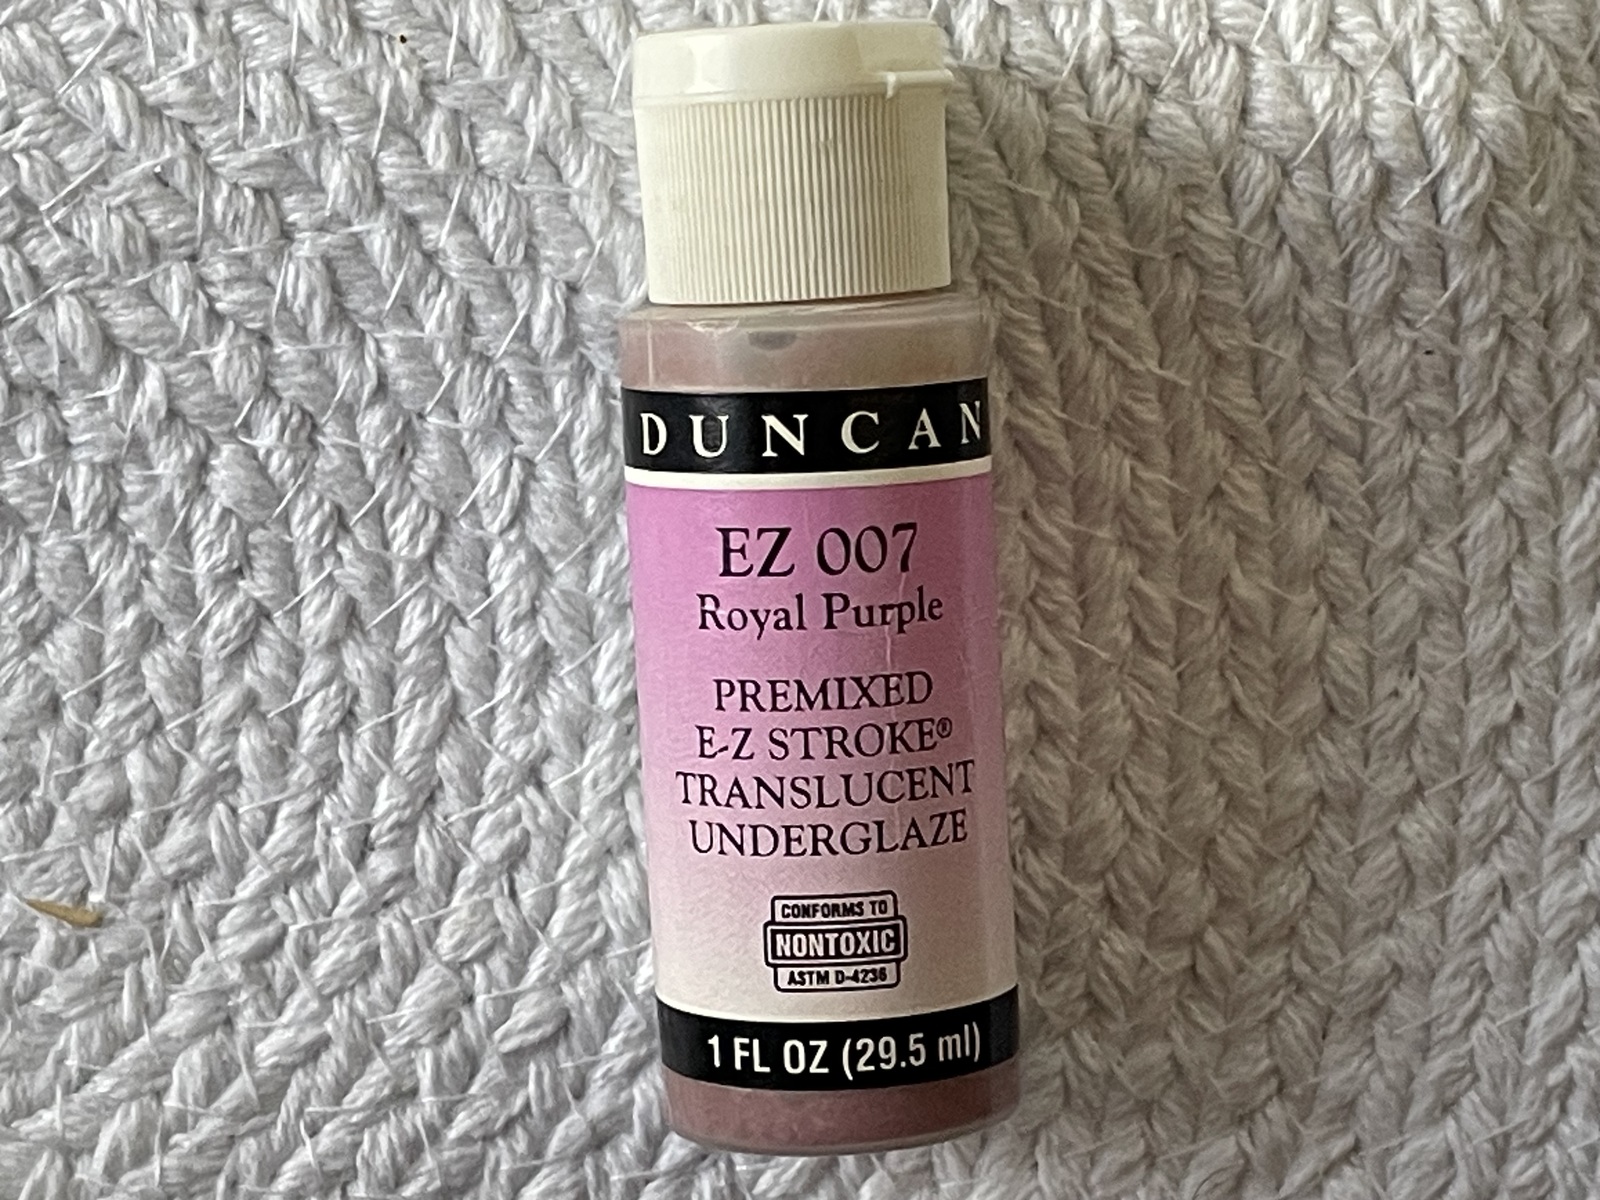 DUNCAN
EZ 007
Royal Purple
PREMIXED
E-Z STROKE®
TRANSLUCENT
UNDERGLAZE
CONFORMS TO
NONTOXIC
ASTM D-4236
1 FL OZ (29.5 ml)